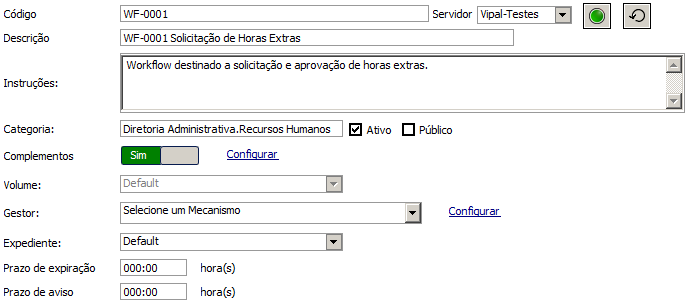 Código WF-0001 Servidor Vipal-Testes
Descrição WF-0001 Solicitação de Horas Extras
Instruções: Workflow destinado a solicitação e aprovação de horas extras.
Categoria: Diretoria Administrativa.Recursos Humanos Ativo Público
Complementos Sim Configurar
Volume: Default
Gestor: Selecione um Mecanismo Configurar
Expediente: Default
Prazo de expiração 000:00 hora(s)
Prazo de aviso 000:00 hora(s)